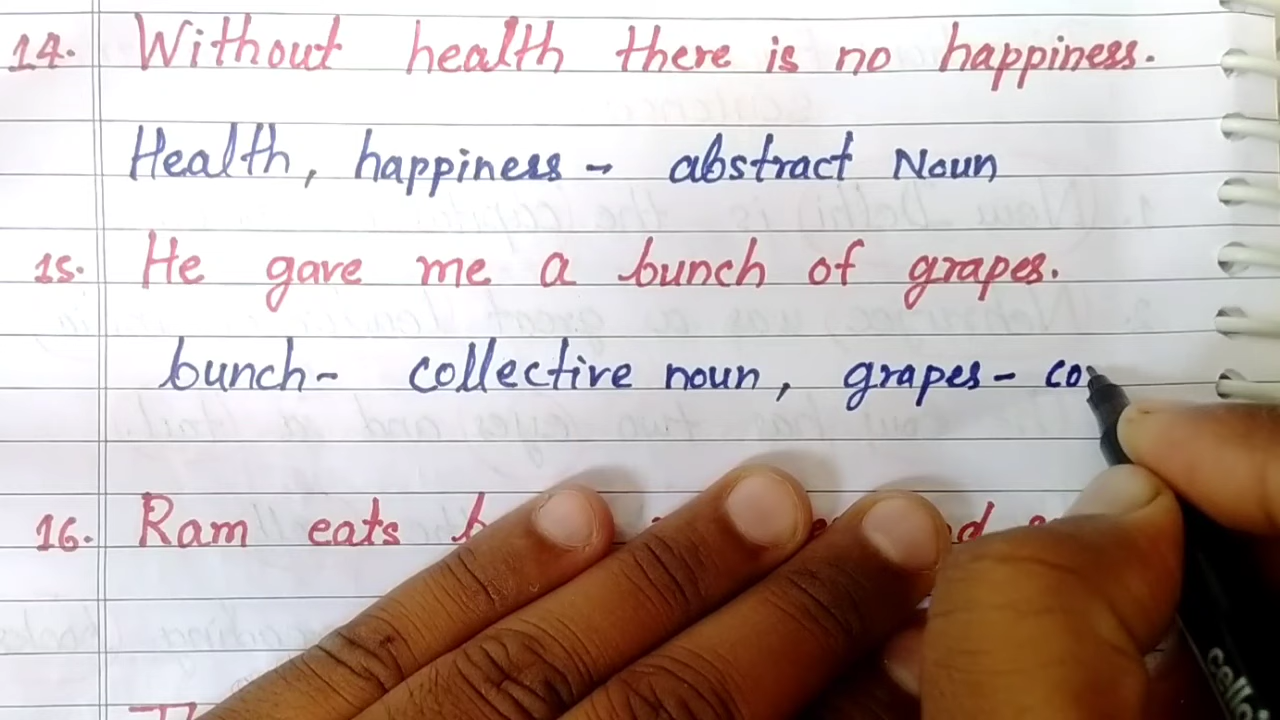 14. Without health there is no happiness.
Health, happiness - abstract Noun
15. He gave me a bunch of grapes.
bunch - collective noun, grapes - co
16. Ram eats